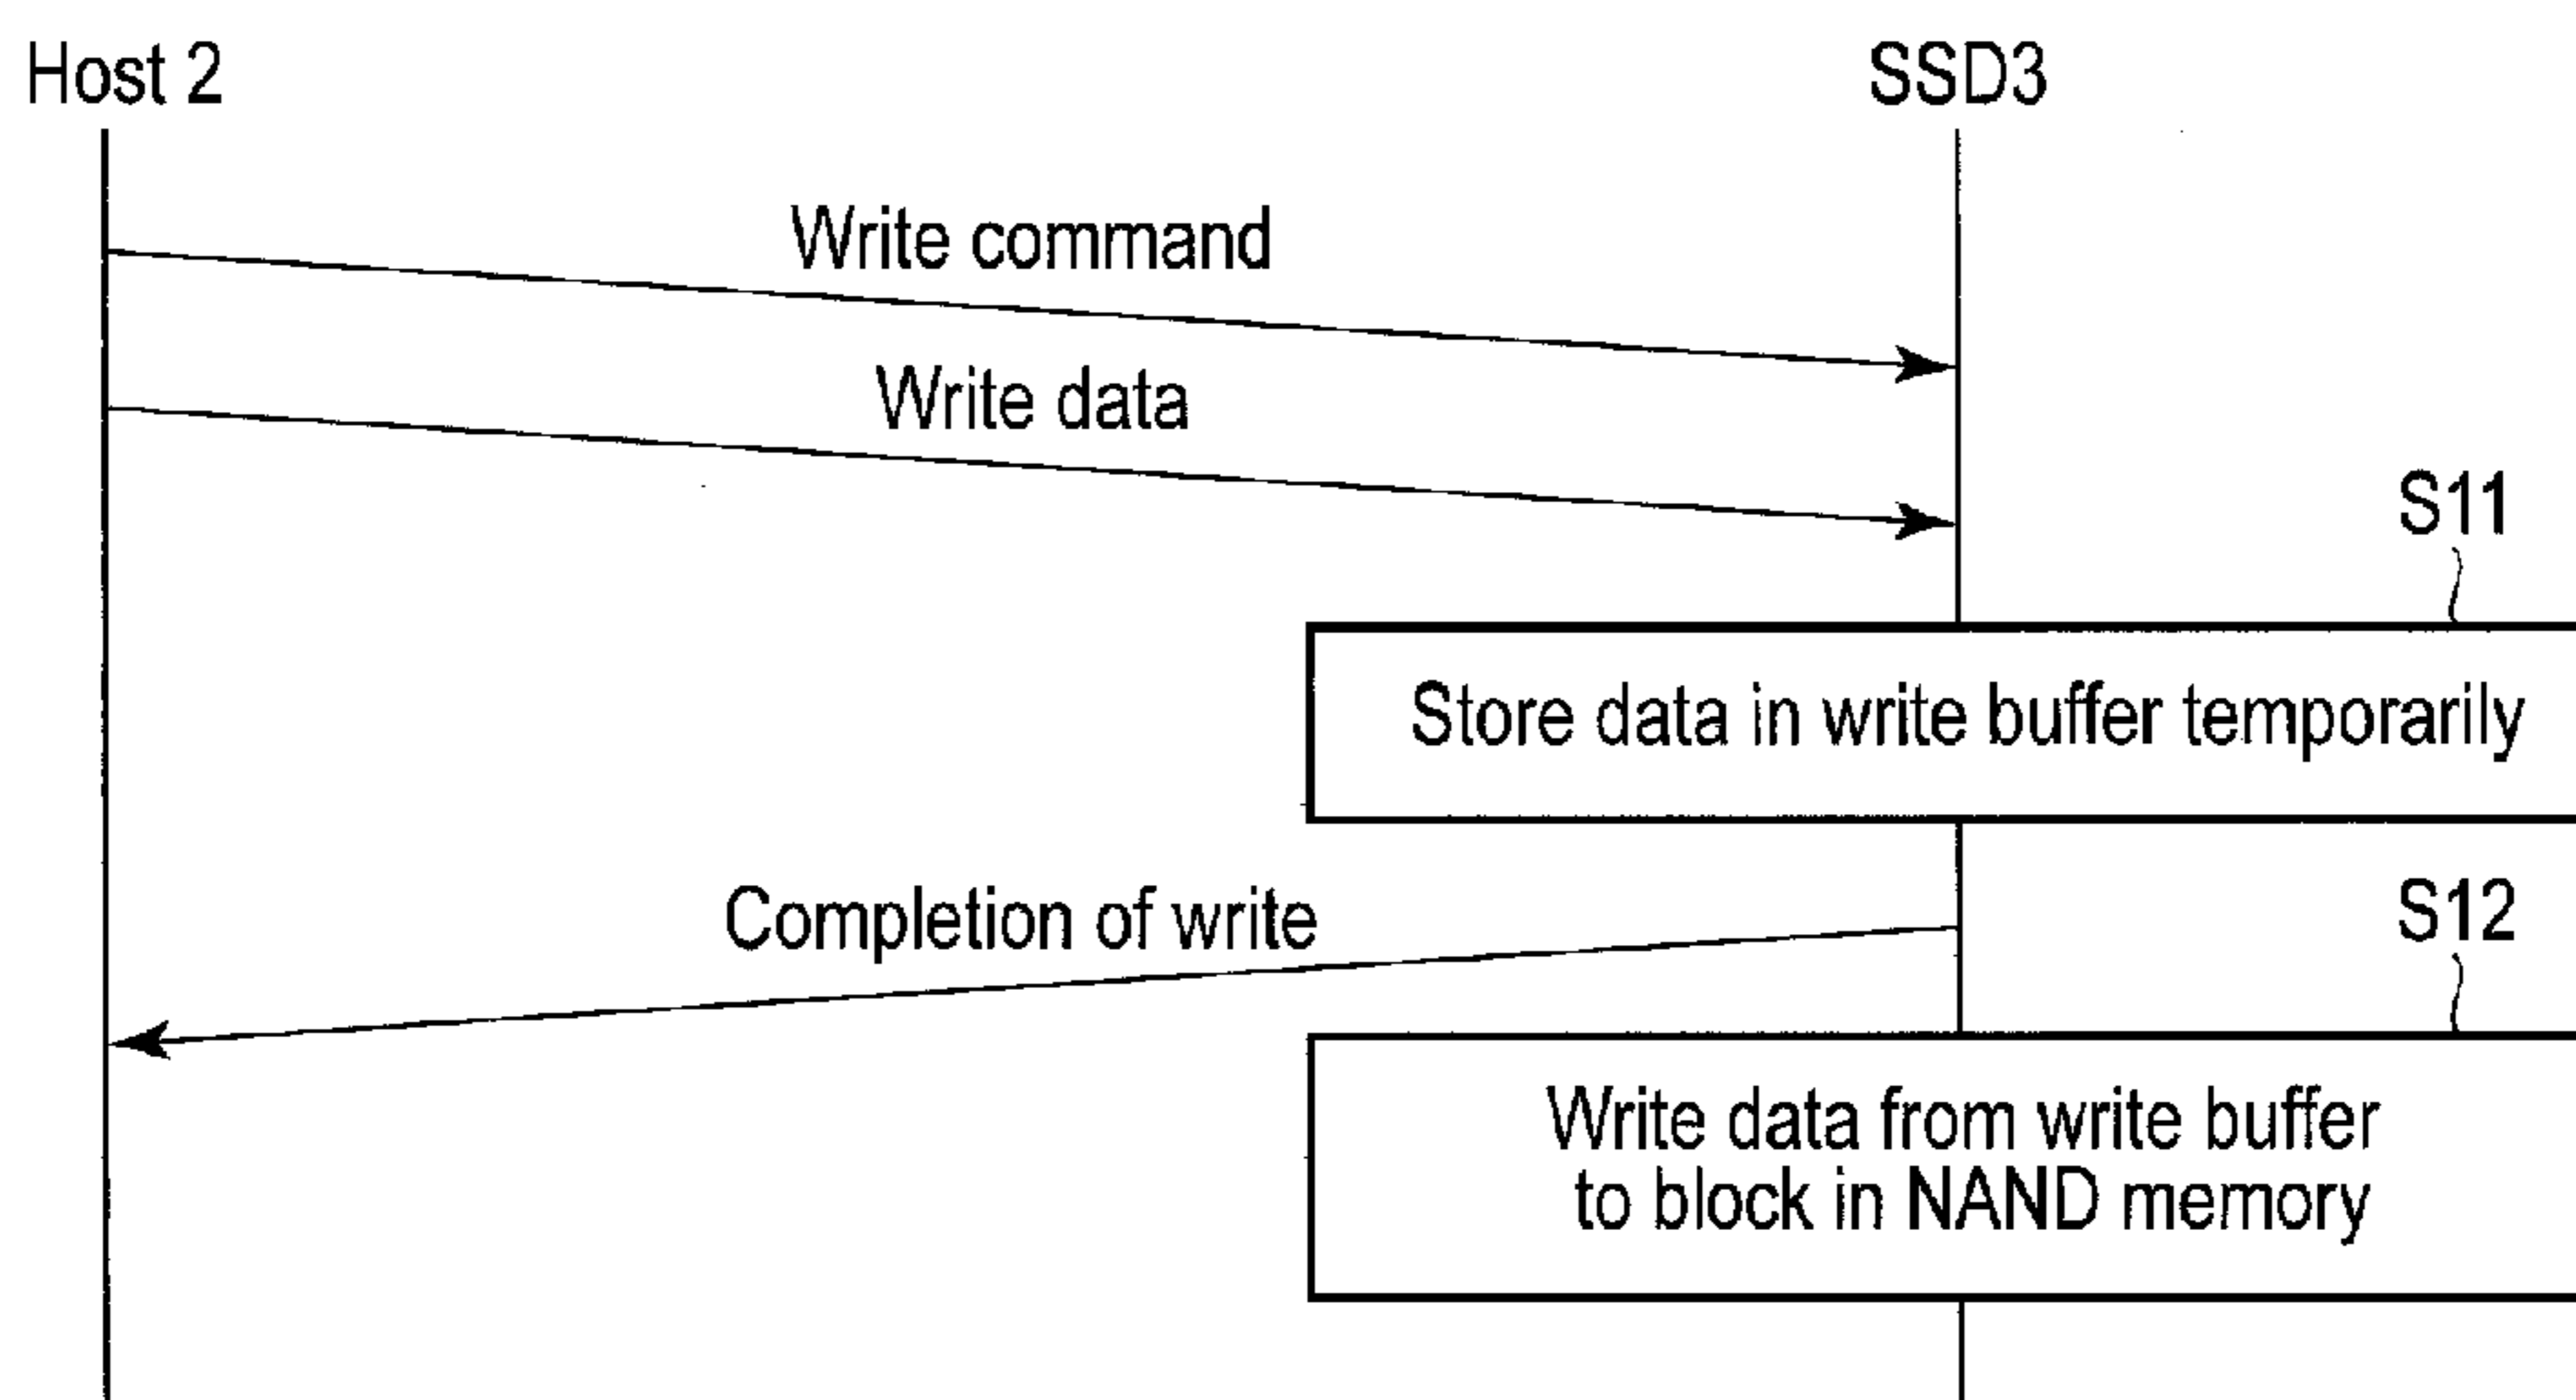 Host 2
SSD3
Write command
Write data
S11
Store data in write buffer temporarily
Completion of write
S12
Write data from write buffer
to block in NAND memory